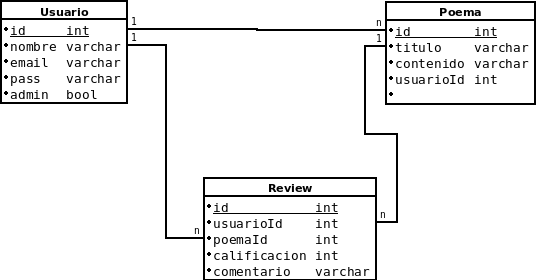 Usuario
id int
nombre varchar
email varchar
pass varchar
admin bool
1
1
n
1
Poema
id int
titulo varchar
contenido varchar
usuarioId int
n
n
Review
id int
usuarioId int
poemaId int
calificacion int
comentario varchar